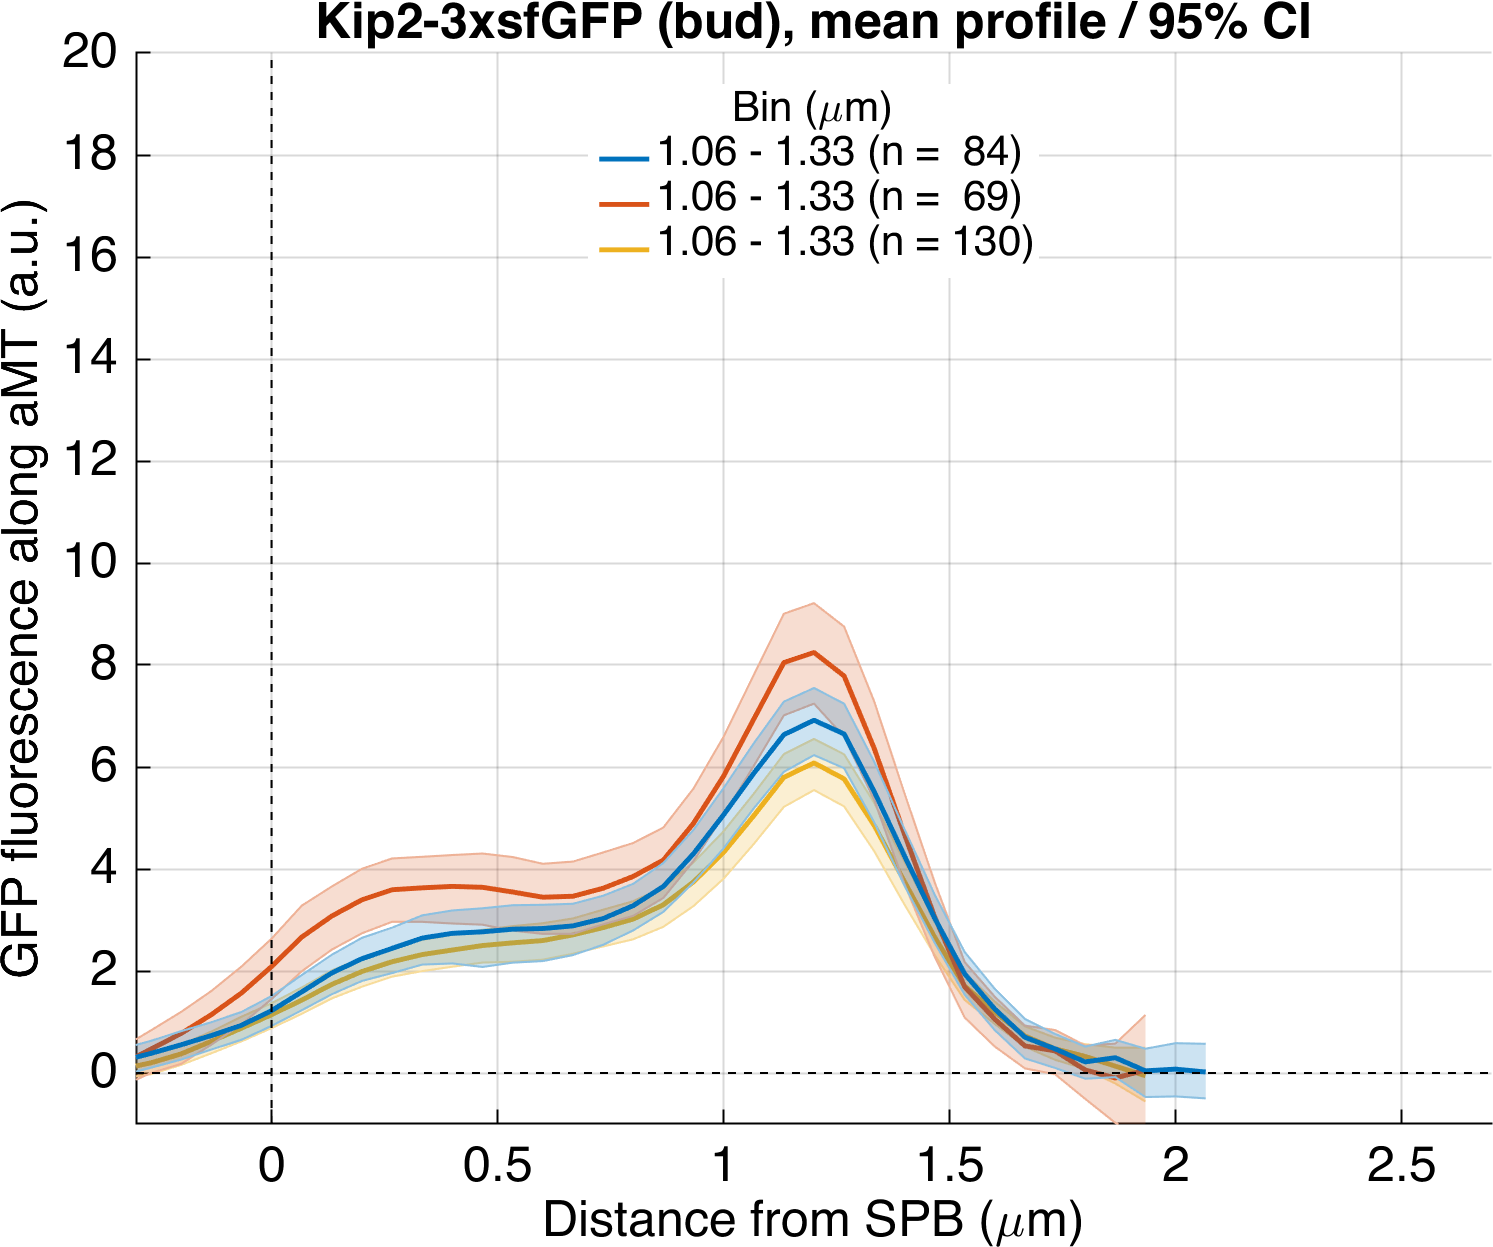 Kip2-3xsfGFP (bud), mean profile / 95% CI
GFP fluorescence along aMT (a.u.)
20
18
16
14
12
10
8
6
4
2
0
Bin (μm)
1.06 - 1.33 (n = 84)
1.06 - 1.33 (n = 69)
1.06 - 1.33 (n = 130)
0 0.5 1 1.5 2 2.5
Distance from SPB (μm)